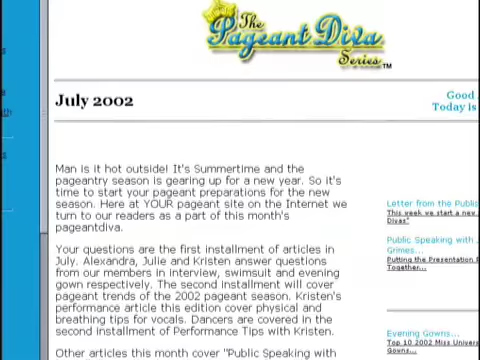 The
Pageant Diva
Series
TM
July 2002
Good
Today is
Man is it hot outside! It's Summertime and the
pageantry season is gearing up for a new year. So it's
time to start your pageant preparations for the new
season. Here at YOUR pageant site on the Internet we
turn to our readers as a part of this month's
pageantdiva.
Your questions are the first installment of articles in
July. Alexandra, Julie and Kristen answer questions
from our members in interview, swimsuit and evening
gown respectively. The second installment will cover
pageant trends of the 2002 pageant season. Kristen's
performance article this edition cover physical and
breathing tips for vocals. Dancers are covered in the
second installment of Performance Tips with Kristen.
Other articles this month cover "Public Speaking with
Letter from the Publis
This week we start a new
Divas"
Public Speaking with
Grimes...
Putting the Presentation
Together...
Evening Gowns...
Top 10 2002 Miss Univer
Gowns...